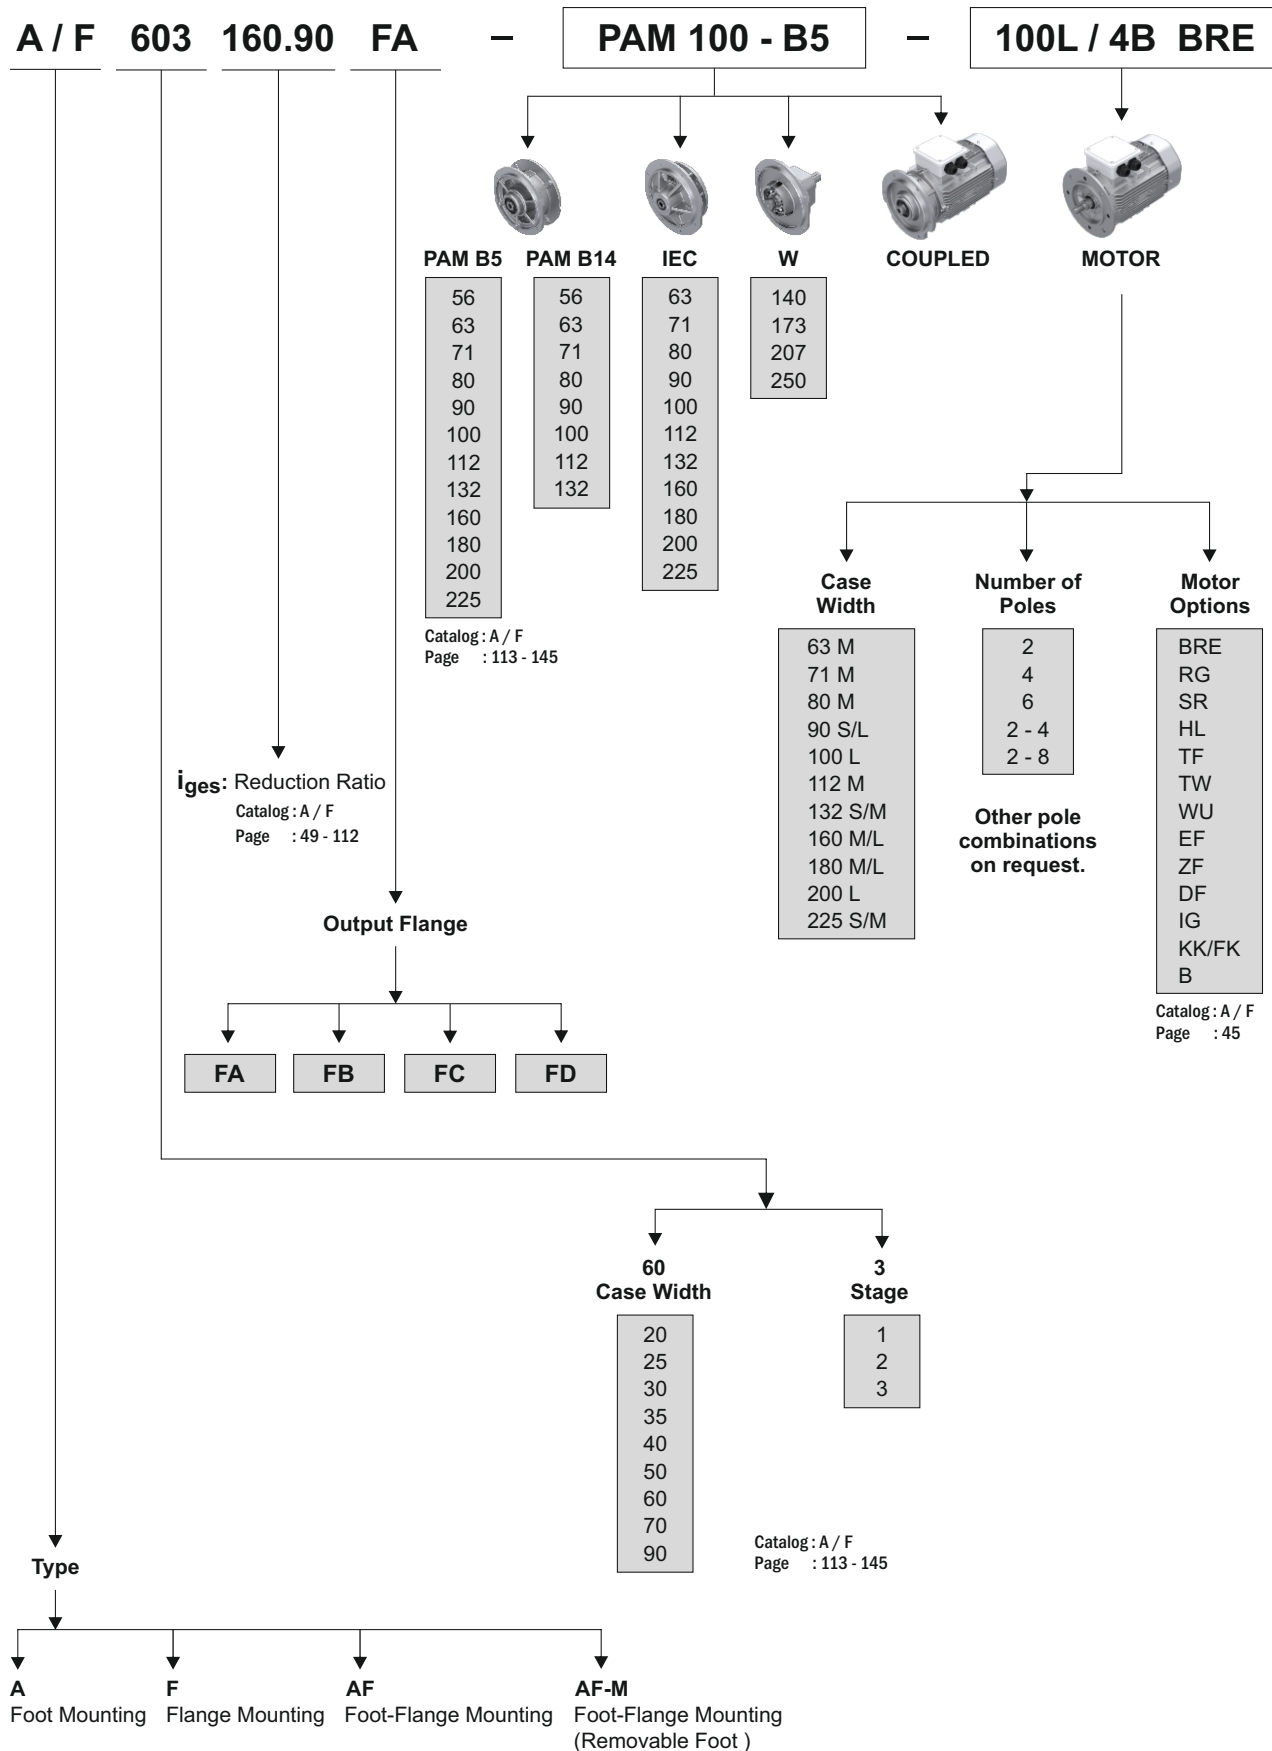 A / F 603 160.90 FA - PAM 100 - B5 - 100L / 4B BRE
PAM B5
56
63
71
80
90
100
112
132
160
180
200
225
Catalog : A / F
Page : 113 - 145
PAM B14
56
63
71
80
90
100
112
132
IEC
63
71
80
90
100
112
132
160
180
200
225
W
140
173
207
250
COUPLED
MOTOR
Case
Width
63 M
71 M
80 M
90 S/L
100 L
112 M
132 S/M
160 M/L
180 M/L
200 L
225 S/M
Number of
Poles
2
4
6
2 - 4
2 - 8
Other pole
combinations
on request.
Motor
Options
BRE
RG
SR
HL
TF
TW
WU
EF
ZF
DF
IG
KK/FK
B
Catalog : A / F
Page : 45
iges: Reduction Ratio
Catalog : A / F
Page : 49 - 112
Output Flange
FA FB FC FD
60
Case Width
20
25
30
35
40
50
60
70
90
3
Stage
1
2
3
Catalog : A / F
Page : 113 - 145
Type
A
Foot Mounting
F
Flange Mounting
AF
Foot-Flange Mounting
AF-M
Foot-Flange Mounting
(Removable Foot )